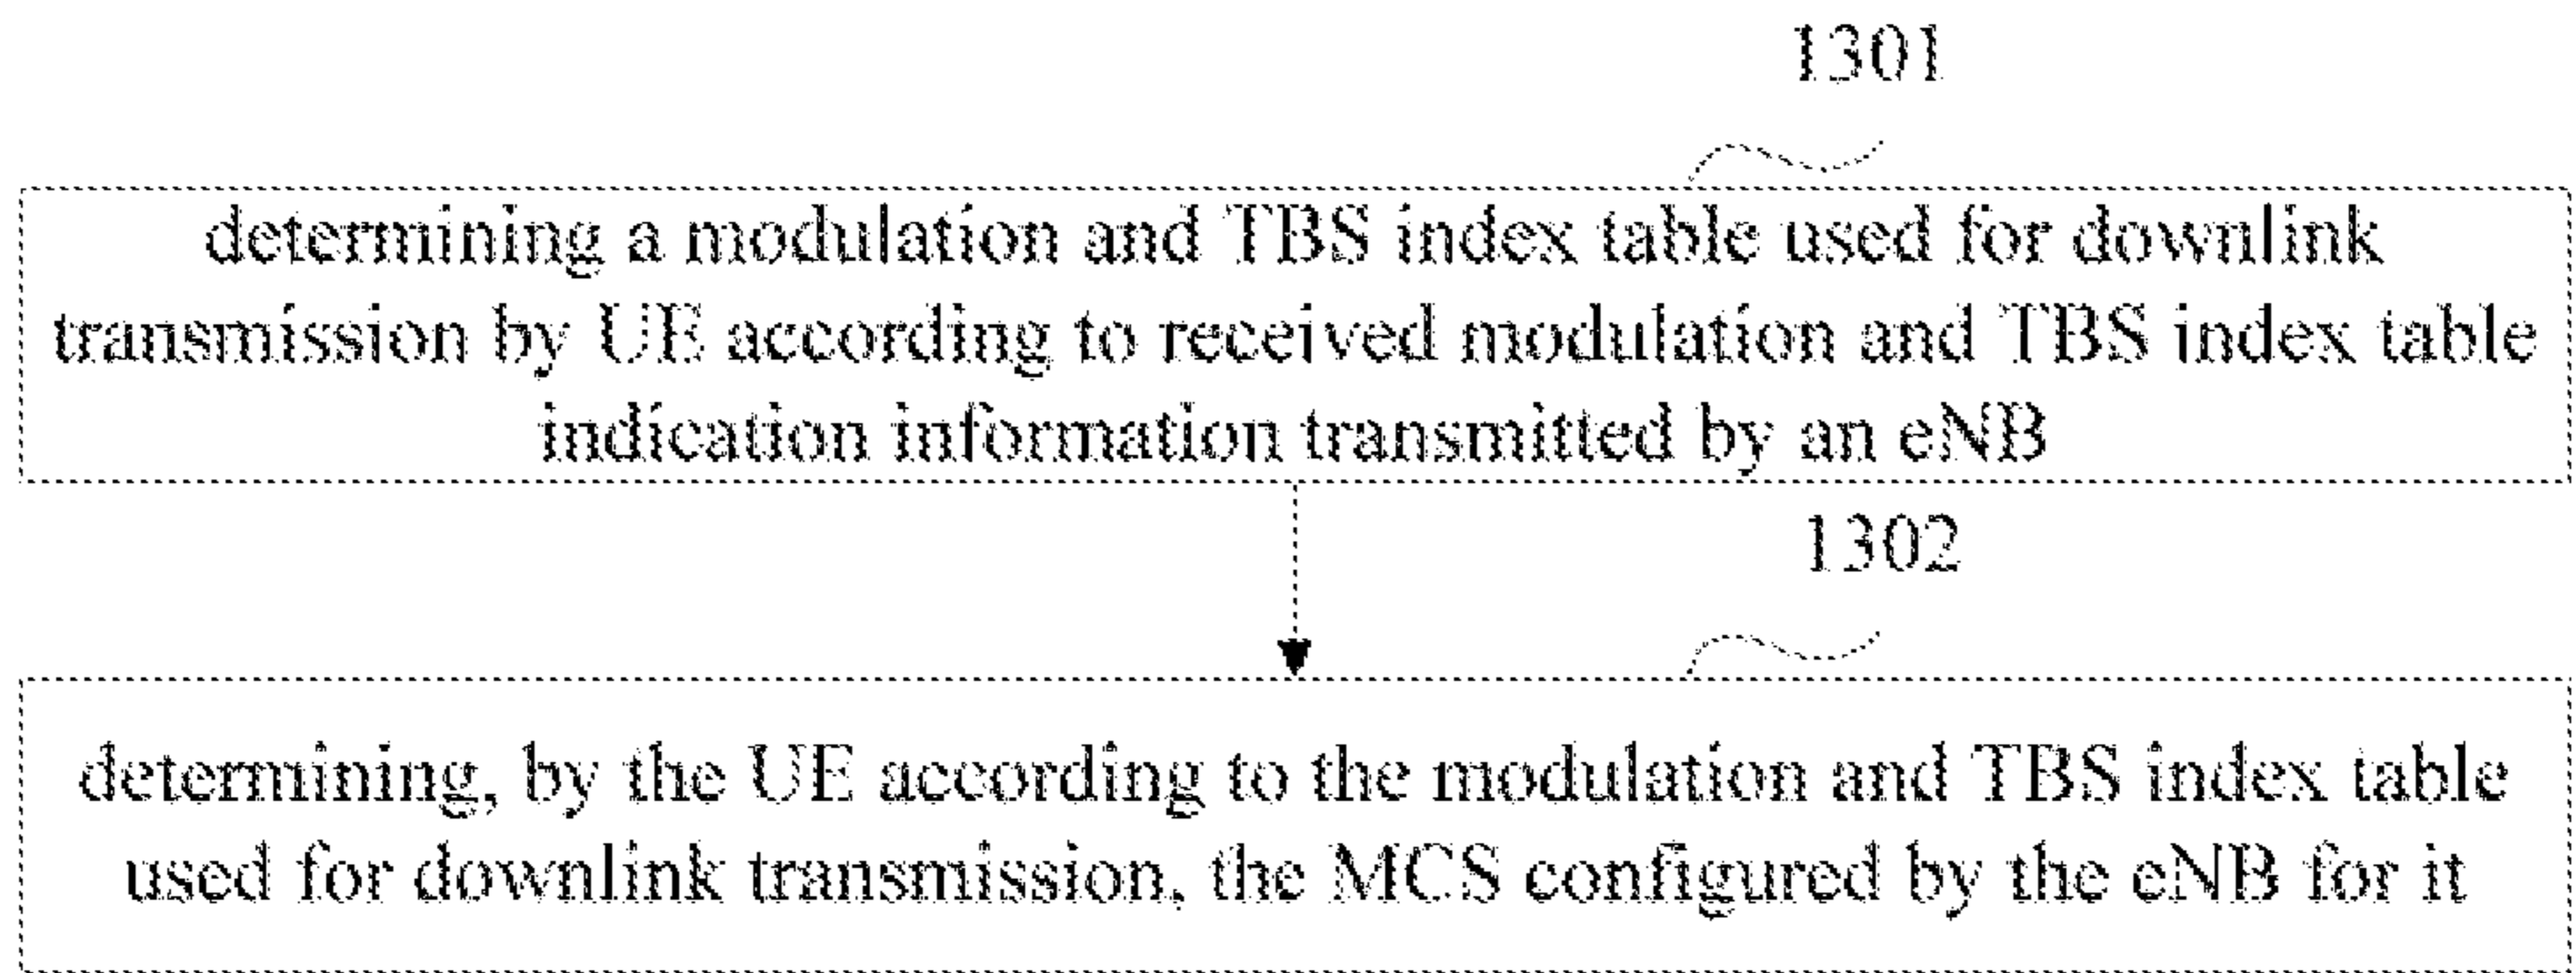 1301
determining a modulation and TBS index table used for downlink
transmission by UE according to received modulation and TBS index table
indication information transmitted by an eNB
1302
determining, by the UE according to the modulation and TBS index table
used for downlink transmission, the MCS configured by the eNB for it